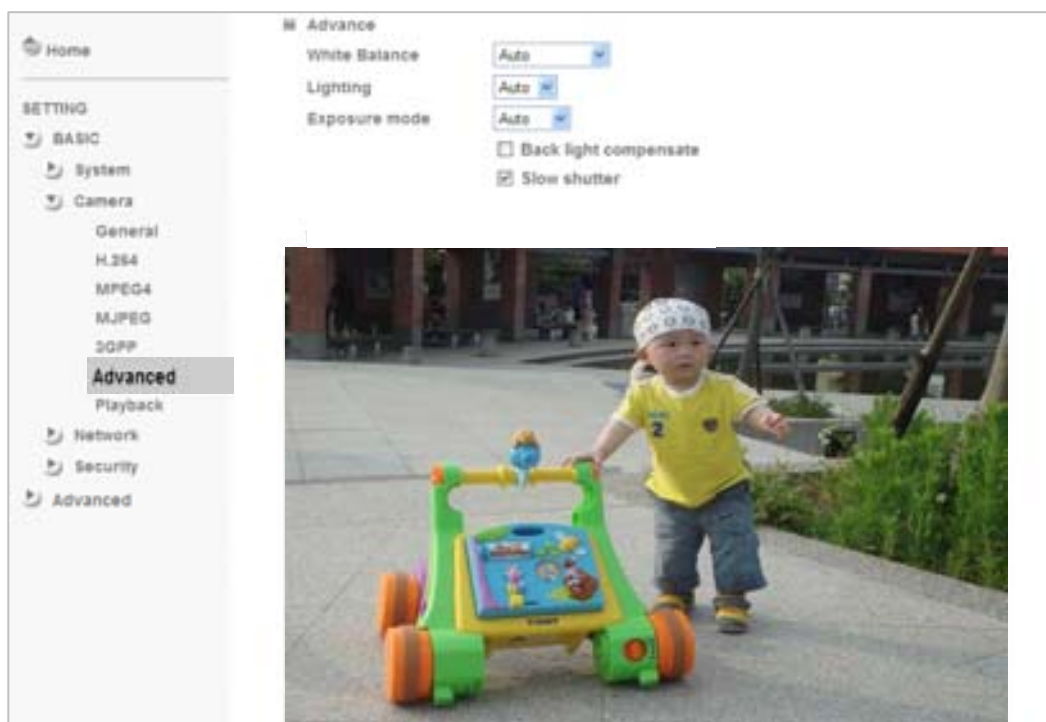 Home
SETTING
BASIC
System
Camera
General
H.264
MPEG4
MJPEG
3GPP
Advanced
Playback
Network
Security
Advanced
Advance
White Balance Auto
Lighting Auto
Exposure mode Auto
Back light compensate
Slow shutter
2